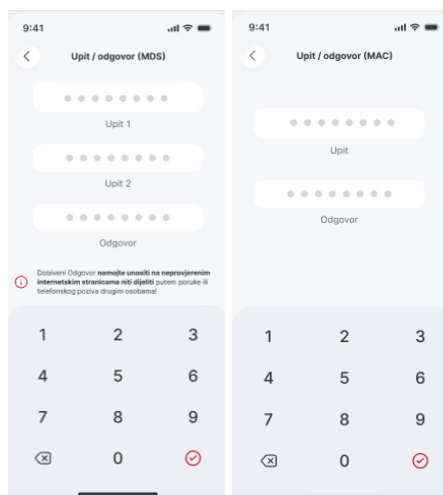 9:41
Upit / odgovor (MDS)
Upit 1
Upit 2
Odgovor
Dobiveni Odgovor nemojte unositi na neprovjerenim
internetskim stranicama niti dijeliti putem poruke ili
telefonskog poziva drugim osobama!
1 2 3
4 5 6
7 8 9
0
9:41
Upit / odgovor (MAC)
Upit
Odgovor
1 2 3
4 5 6
7 8 9
0